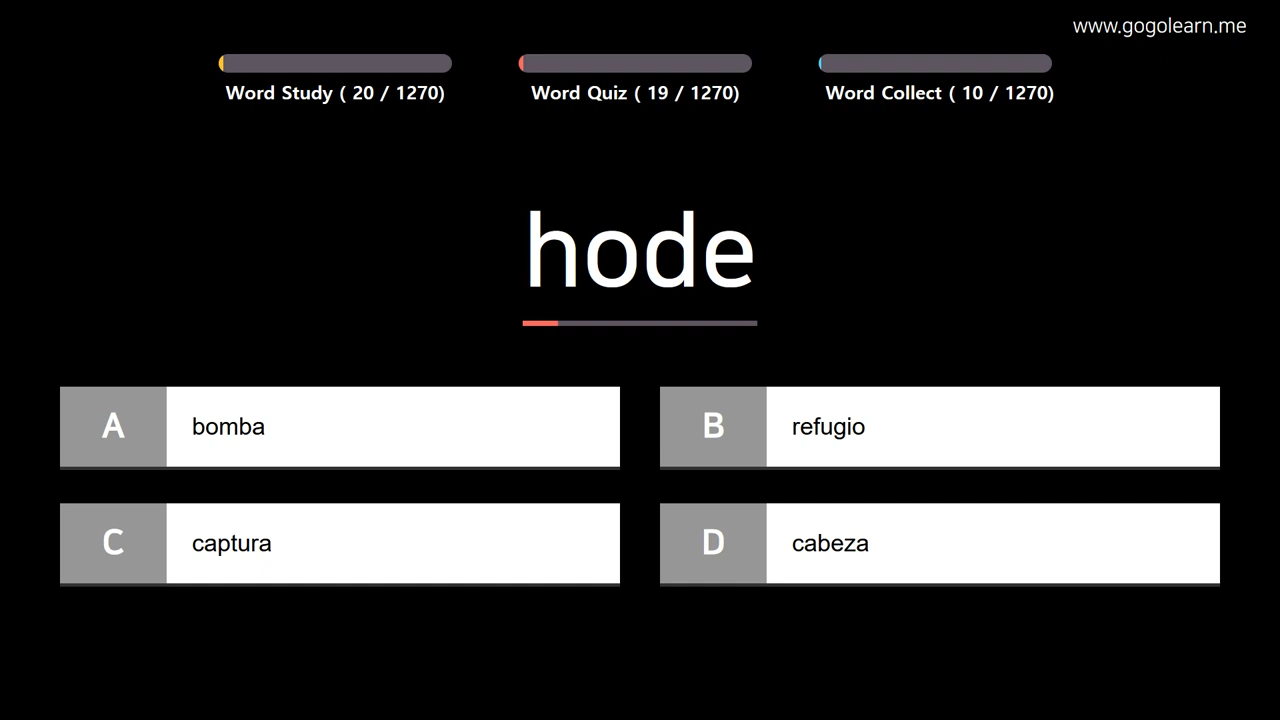 www.gogolearn.me
Word Study ( 20 / 1270)
Word Quiz ( 19 / 1270)
Word Collect ( 10 / 1270)
hode
A bomba
B refugio
C captura
D cabeza